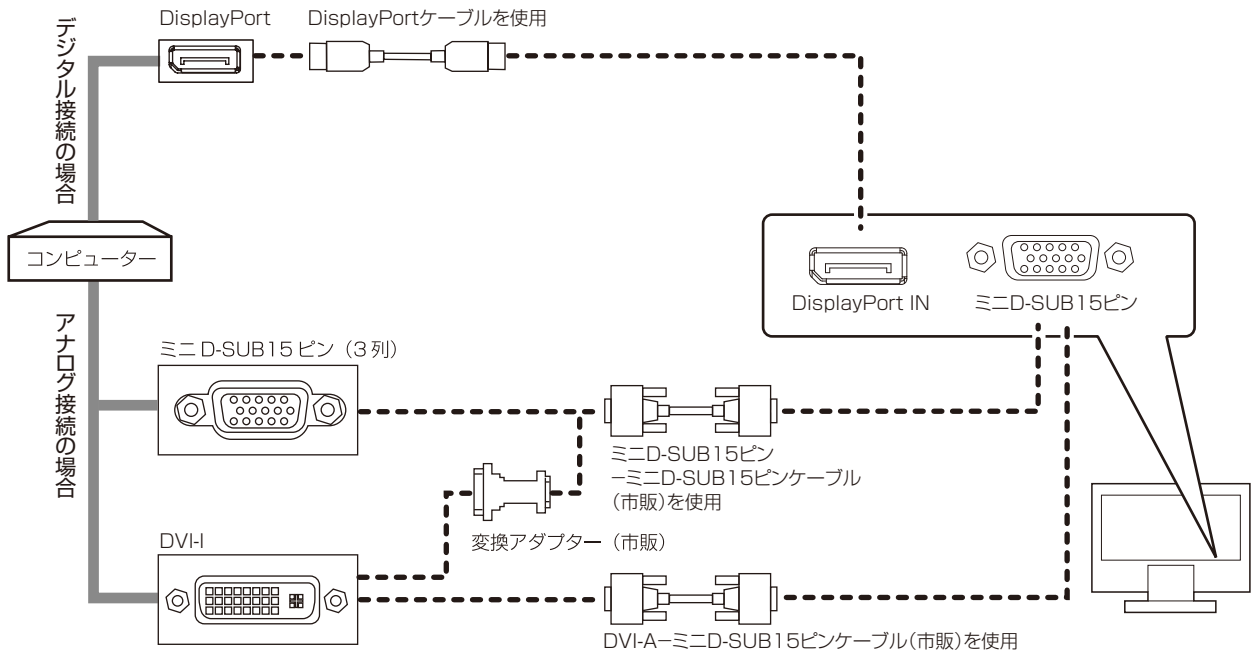 デジタル接続の場合
DisplayPort
DisplayPortケーブルを使用
コンピューター
DisplayPort IN
ミニD-SUB15ピン
アナログ接続の場合
ミニD-SUB15ピン（3列）
ミニD-SUB15ピン
－ミニD-SUB15ピンケーブル
（市販）を使用
変換アダプター（市販）
DVI-I
DVI-A－ミニD-SUB15ピンケーブル（市販）を使用